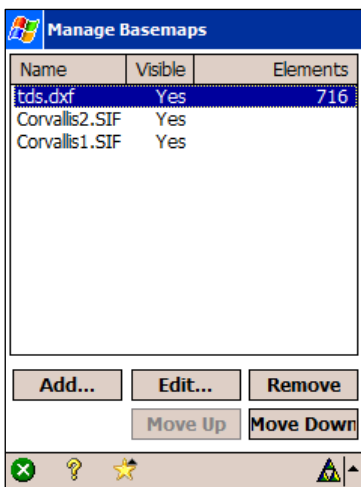 Manage Basemaps
Name Visible Elements
tds.dxf Yes 716
Corvallis2.SIF Yes
Corvallis1.SIF Yes
Add... Edit... Remove
Move Up Move Down